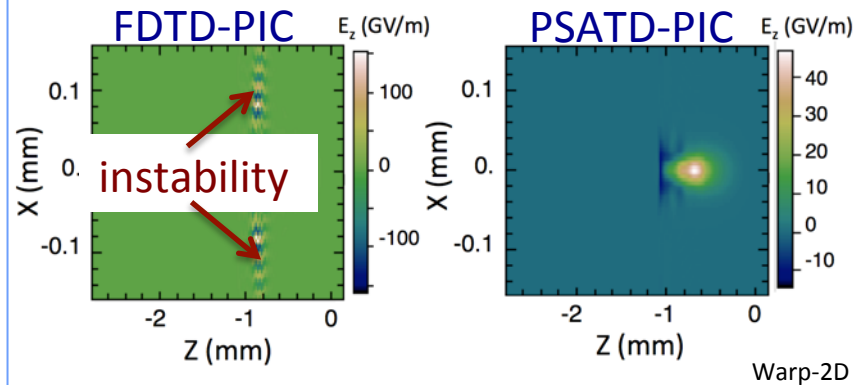 FDTD-PIC
E_z (GV/m)
PSATD-PIC
E_z (GV/m)
X (mm)
0.1
0.
-0.1
instability
-2
-1
0
Z (mm)
100
0
-100
X (mm)
0.1
0.
-0.1
-2
-1
0
Z (mm)
40
30
20
10
0
-10
Warp-2D